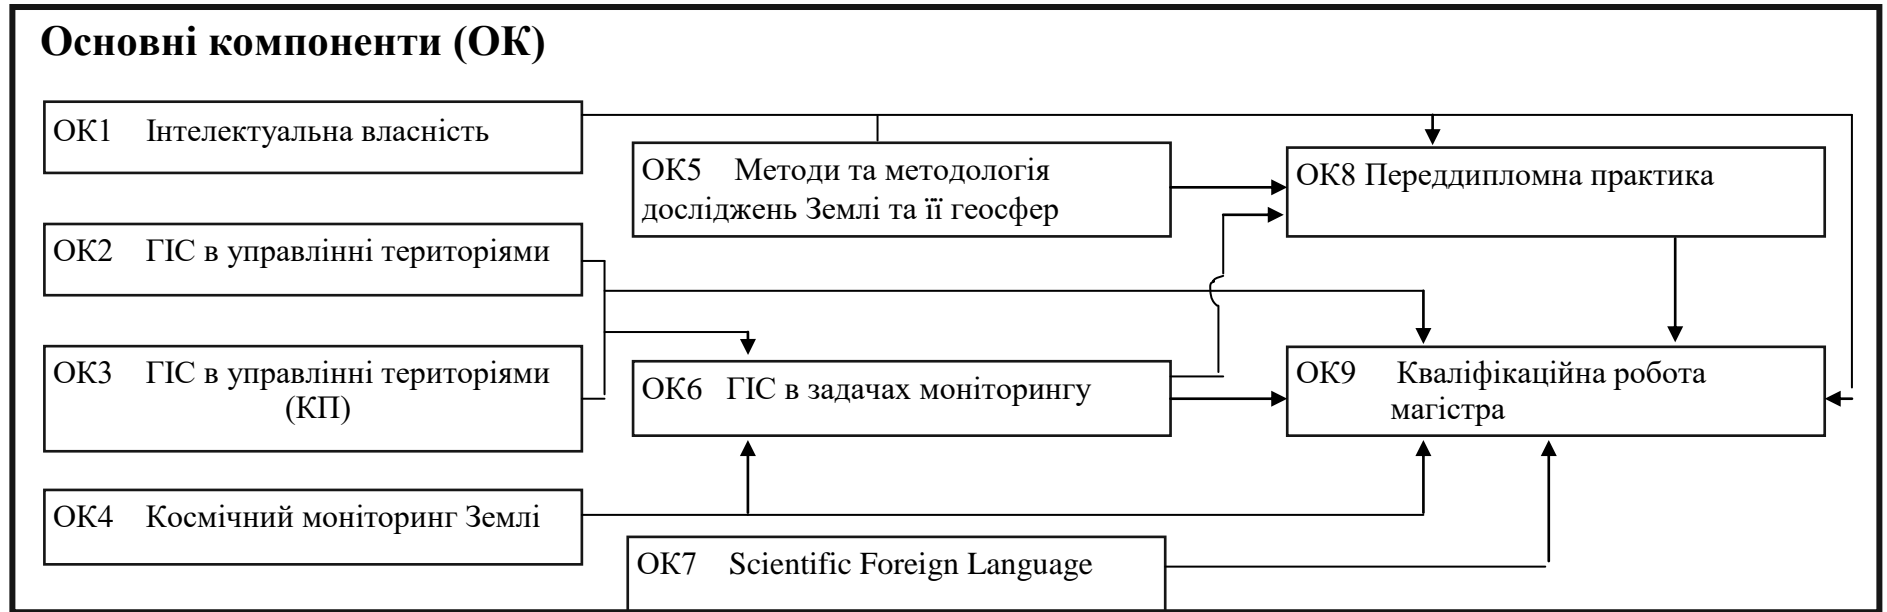 Основні компоненти (ОК)
ОК1 Інтелектуальна власність
ОК2 ГІС в управлінні територіями
ОК3 ГІС в управлінні територіями
(КП)
ОК4 Космічний моніторинг Землі
ОК5 Методи та методологія
досліджень Землі та її геосфер
ОК6 ГІС в задачах моніторингу
ОК7 Scientific Foreign Language
ОК8 Переддипломна практика
ОК9 Кваліфікаційна робота
магістра